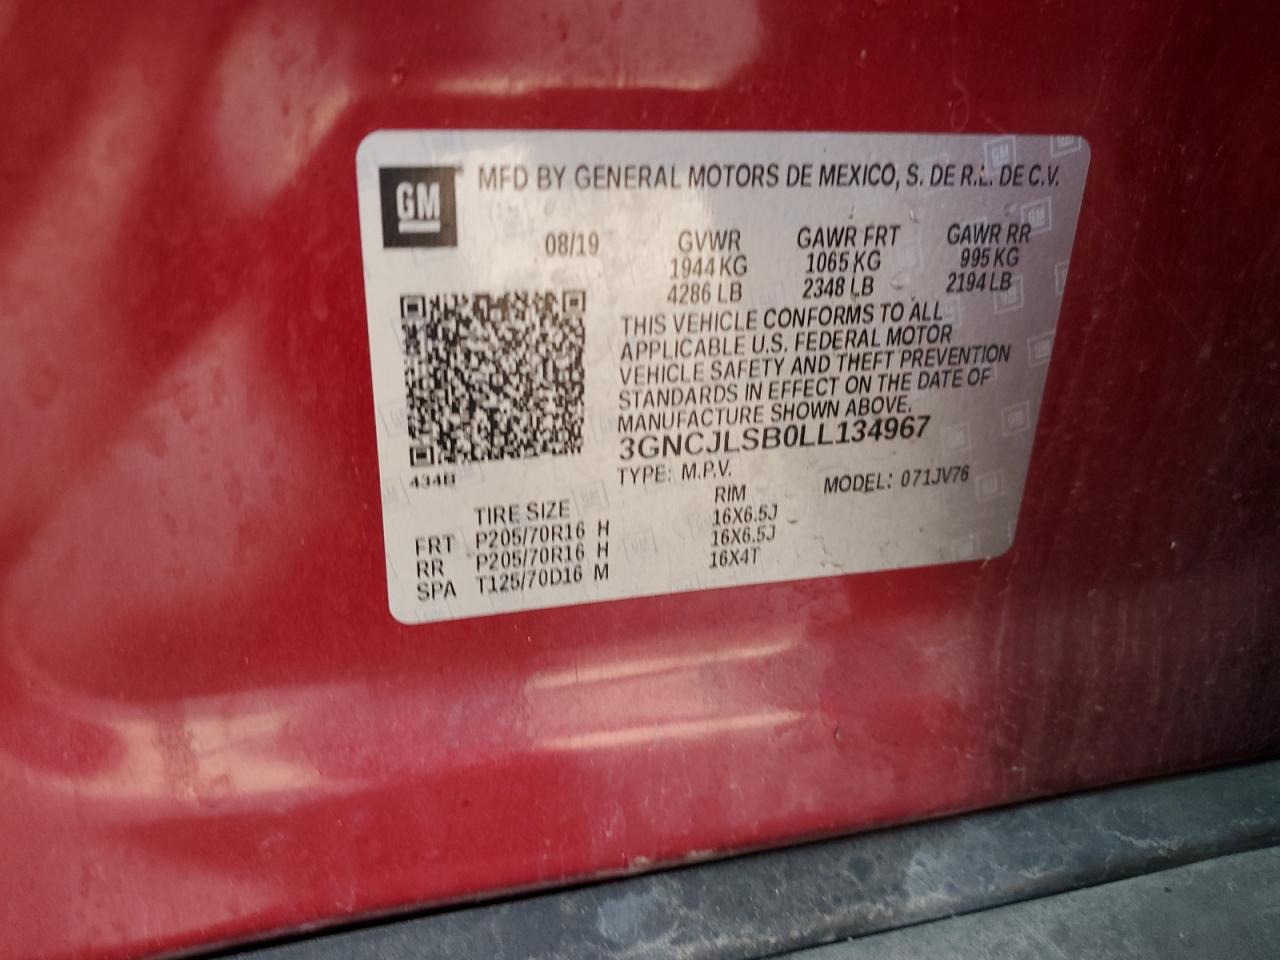 GM MFD BY GENERAL MOTORS DE MEXICO, S. DE R.L. DE C.V.
08/19 GVWR GAWR FRT GAWR RR
1944 KG 1065 KG 995 KG
4286 LB 2348 LB 2194 LB
THIS VEHICLE CONFORMS TO ALL
APPLICABLE U.S. FEDERAL MOTOR
VEHICLE SAFETY AND THEFT PREVENTION
STANDARDS IN EFFECT ON THE DATE OF
MANUFACTURE SHOWN ABOVE.
3GNCJLSB0LL134967
434B
TYPE: M.P.V. MODEL: 071JV76
TIRE SIZE RIM
FRT P205/70R16 H 16X6.5J
RR P205/70R16 H 16X6.5J
SPA T125/70D16 M 16X4T